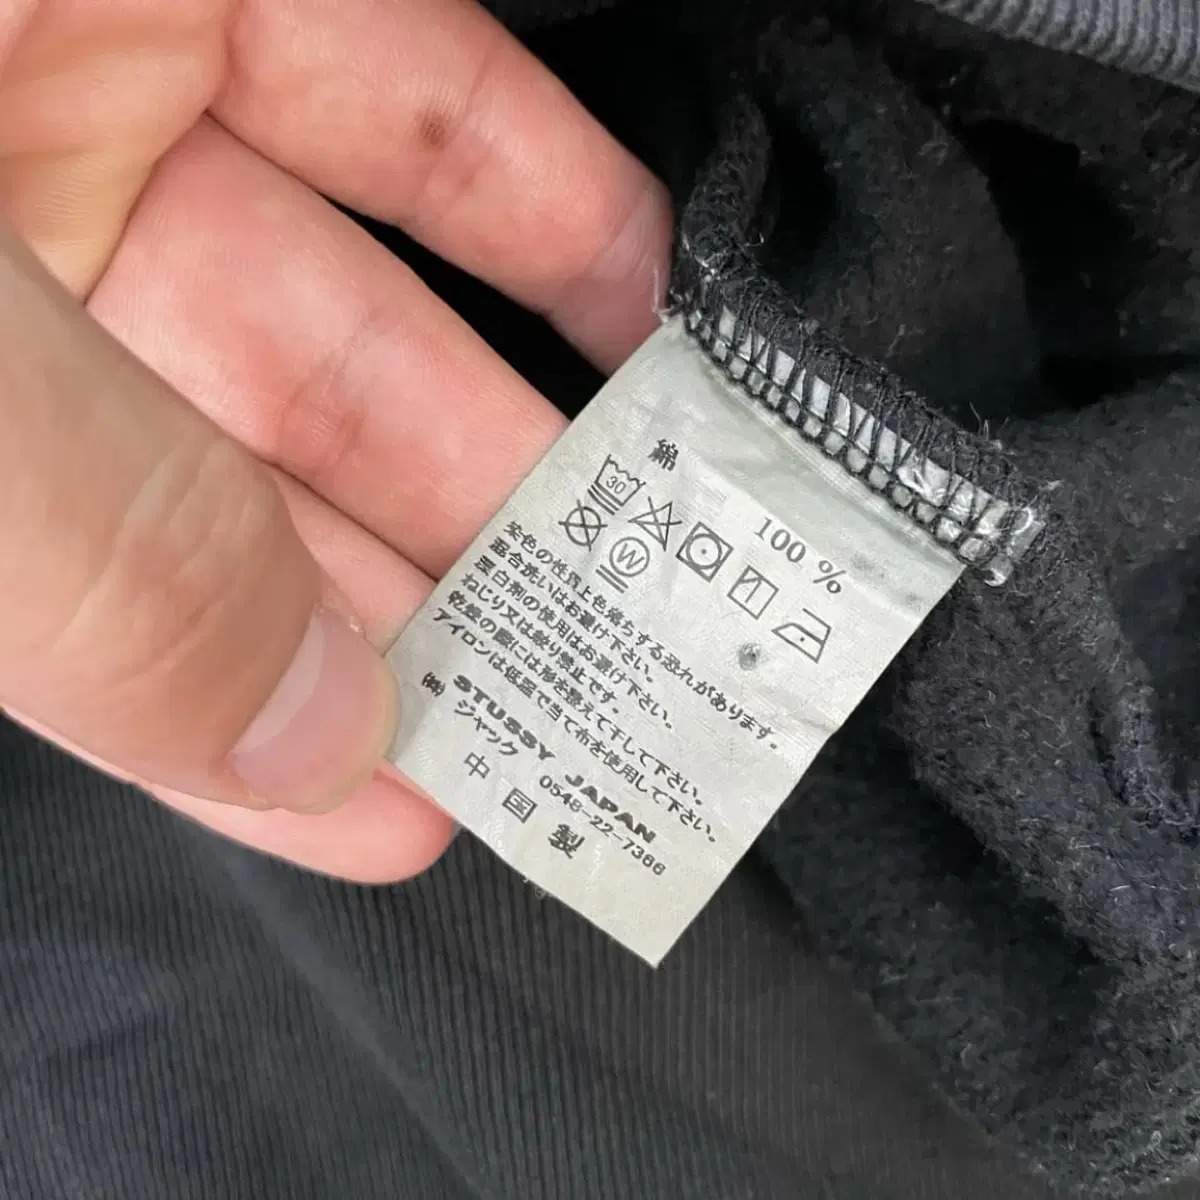 綿 100 %
30
W
染色の性質上色落ちする恐れがあります。
混合洗いはお避け下さい。
漂白剤の使用はお避け下さい。
ねじり又は絞り禁止です。
乾燥の際には形を整えて干して下さい。
アイロンは低温で当て布を使用して下さい。
(株) STUSSY JAPAN
ジャック 0548-22-7366
中国製